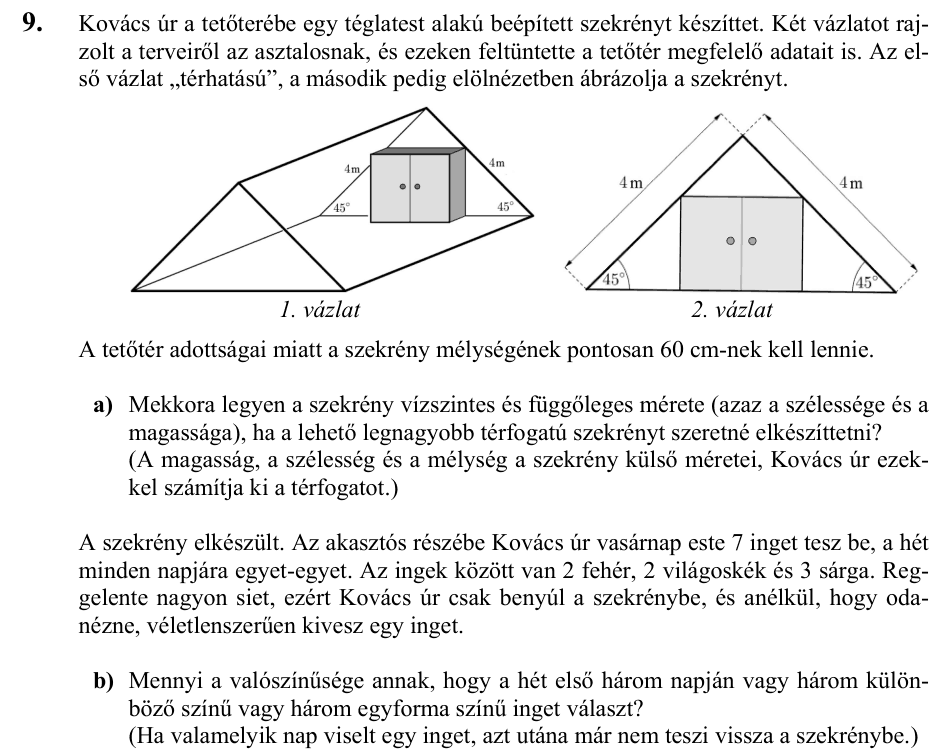 9. Kovács úr a tetőterébe egy téglatest alakú beépített szekrényt készíttet. Két vázlatot raj-
zolt a terveiről az asztalosnak, és ezeken feltüntette a tetőtér megfelelő adatait is. Az el-
ső vázlat „térhatású”, a második pedig elölnézetben ábrázolja a szekrényt.
4m
4m
45°
45°
1. vázlat
4 m
4 m
45°
45°
2. vázlat
A tetőtér adottságai miatt a szekrény mélységének pontosan 60 cm-nek kell lennie.
a) Mekkora legyen a szekrény vízszintes és függőleges mérete (azaz a szélessége és a
magassága), ha a lehető legnagyobb térfogatú szekrényt szeretné elkészíttetni?
(A magasság, a szélesség és a mélység a szekrény külső méretei, Kovács úr ezek-
kel számítja ki a térfogatot.)
A szekrény elkészült. Az akasztós részébe Kovács úr vasárnap este 7 inget tesz be, a hét
minden napjára egyet-egyet. Az ingek között van 2 fehér, 2 világoskék és 3 sárga. Reg-
gelente nagyon siet, ezért Kovács úr csak benyúl a szekrénybe, és anélkül, hogy oda-
nézne, véletlenszerűen kivesz egy inget.
b) Mennyi a valószínűsége annak, hogy a hét első három napján vagy három külön-
böző színű vagy három egyforma színű inget választ?
(Ha valamelyik nap viselt egy inget, azt utána már nem teszi vissza a szekrénybe.)